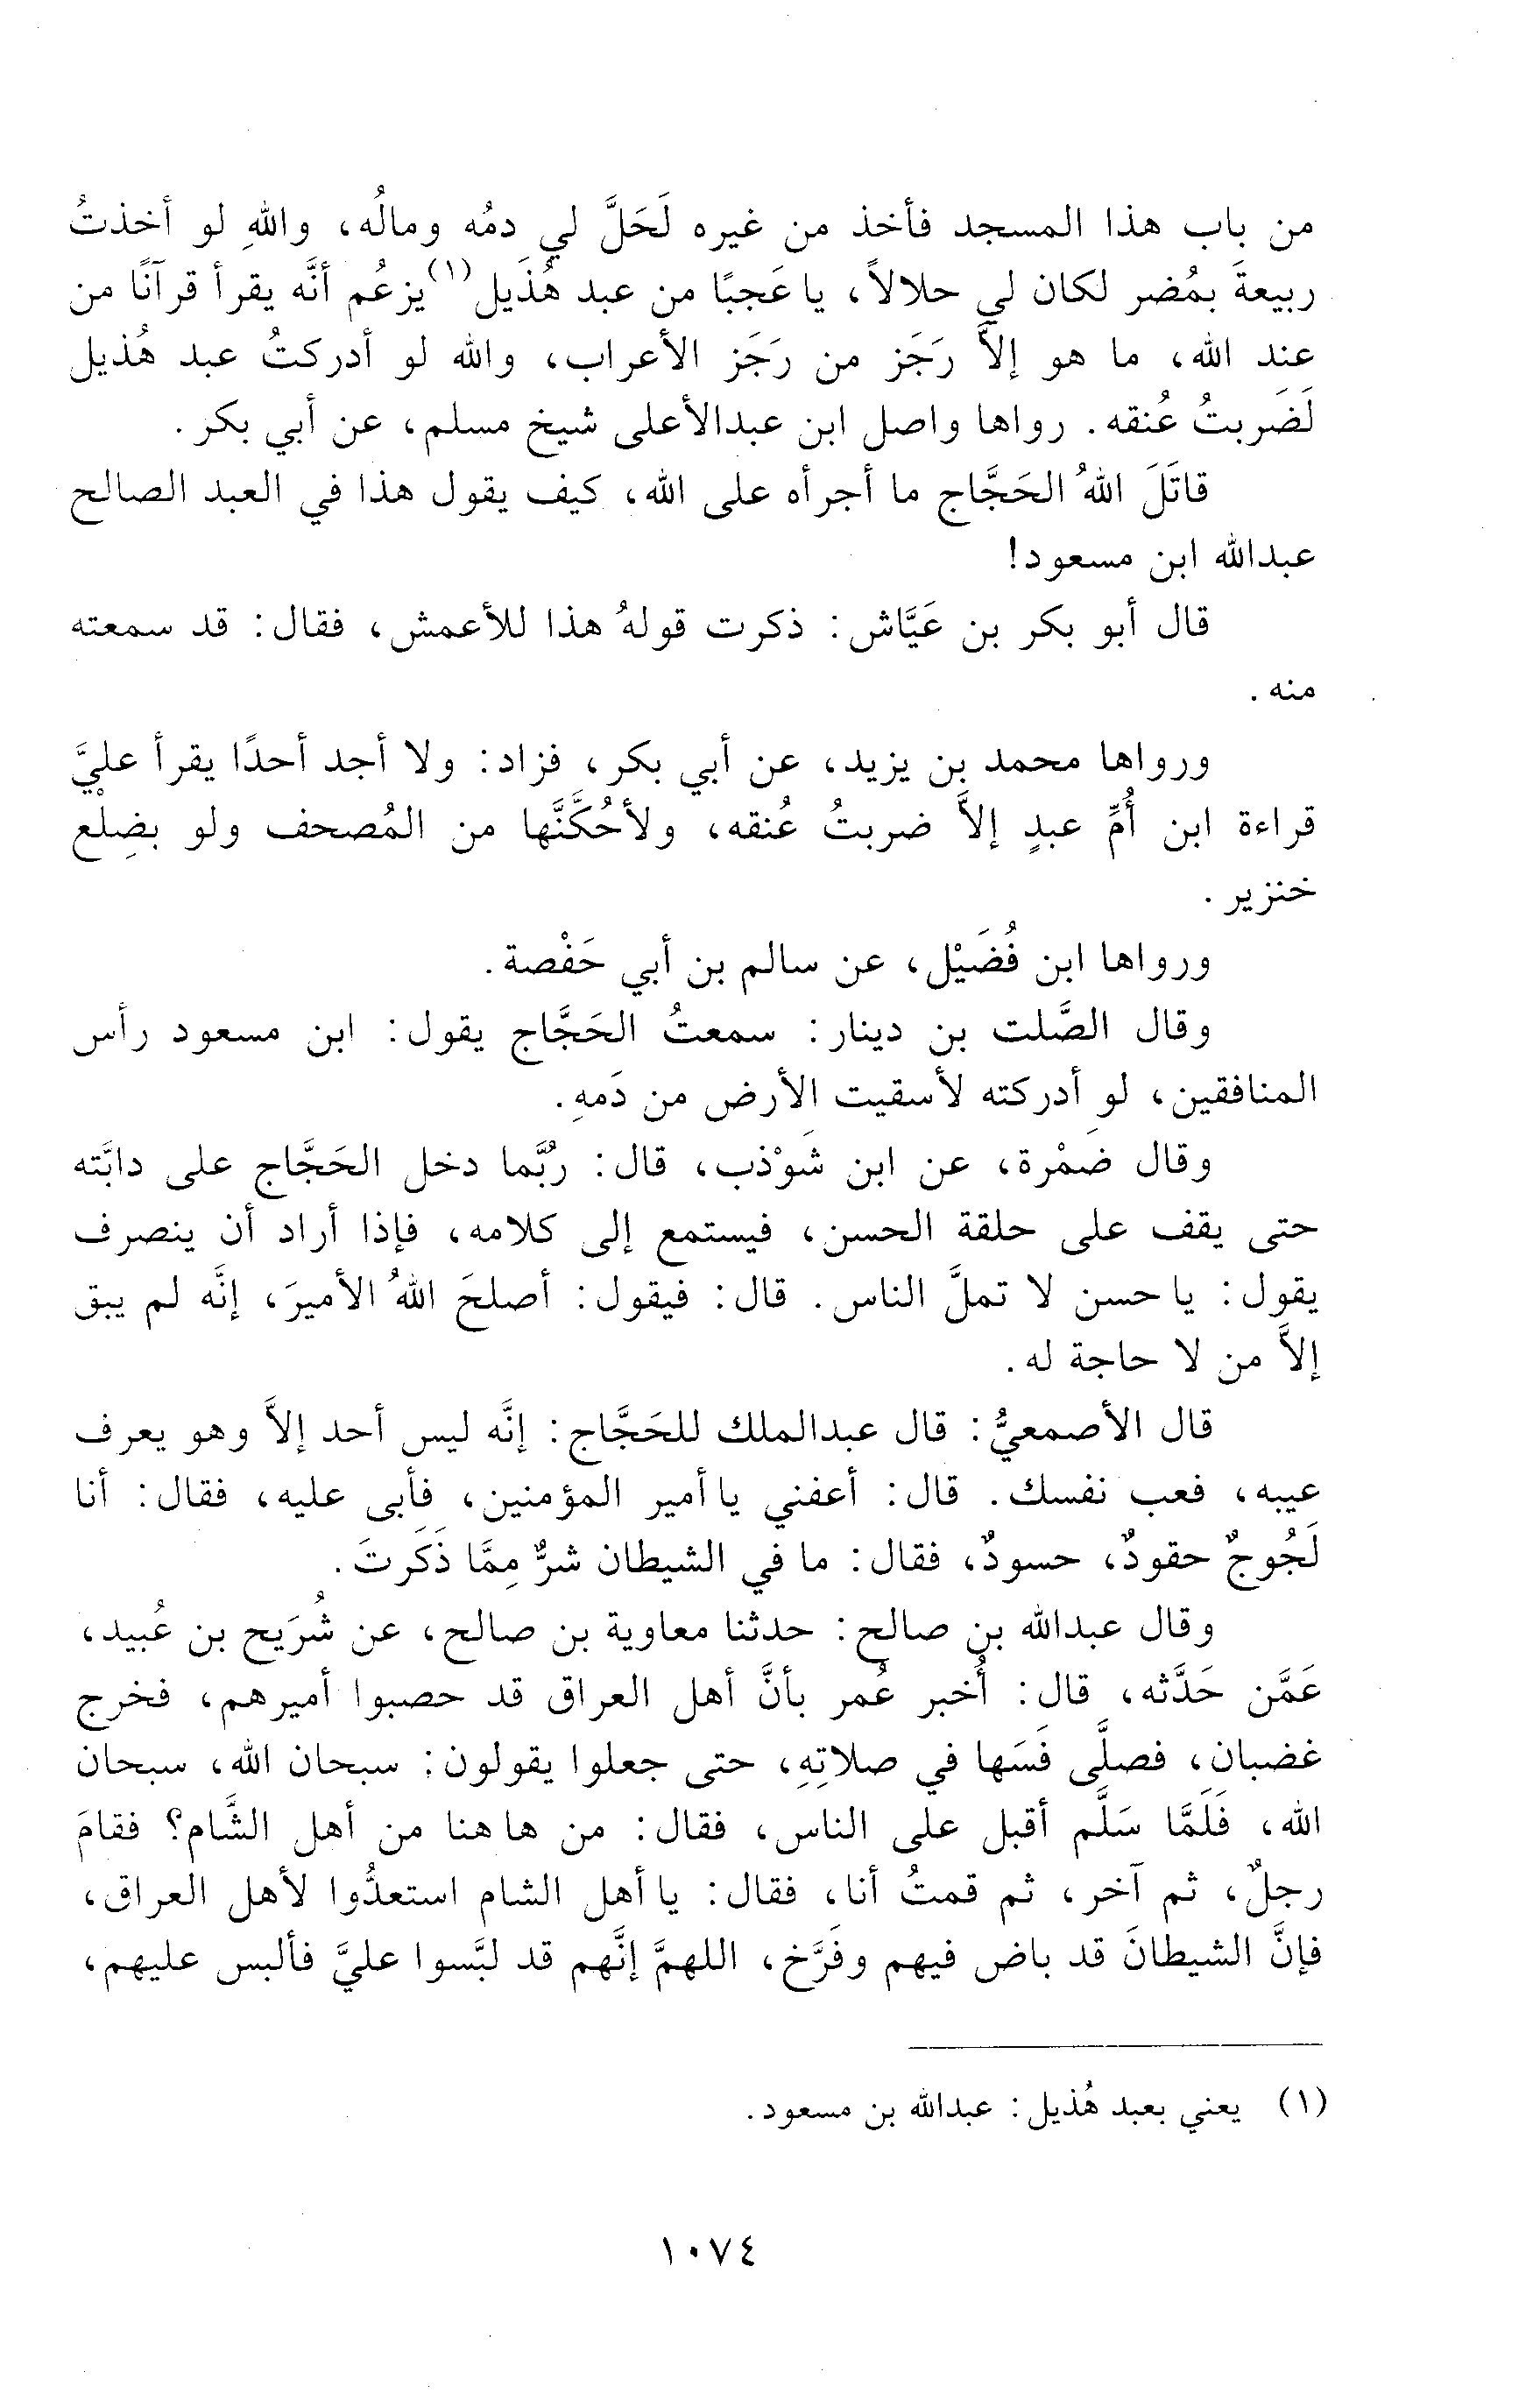 من باب هذا المسجد فأخذ من غيره لَحَلَّ لي دمُه ومالُه، واللهِ لو أخذتُ
ربيعةَ بمُضر لكان لي حلالاً، يا عَجبًا من عبد هُذَيل(١) يزعُم أنَّه يقرأ قرآنًا من
عند الله، ما هو إلاَّ رَجَز من رَجَز الأعراب، والله لو أدركتُ عبد هُذيل
لَضَربتُ عُنقه. رواها واصل ابن عبدالأعلى شيخ مسلم، عن أبي بكر.
قاتَلَ اللهُ الحَجَّاج ما أجرأه على الله، كيف يقول هذا في العبد الصالح
عبدالله ابن مسعود!
قال أبو بكر بن عَيَّاش: ذكرت قولهُ هذا للأعمش، فقال: قد سمعته
منه.
ورواها محمد بن يزيد، عن أبي بكر، فزاد: ولا أجد أحدًا يقرأ عليَّ
قراءة ابن أُمِّ عبدٍ إلاَّ ضربتُ عُنقه، ولأحُكَّنَّها من المُصحف ولو بضِلْع
خنزير.
ورواها ابن فُضَيْل، عن سالم بن أبي حَفْصة.
وقال الصَّلت بن دينار: سمعتُ الحَجَّاج يقول: ابن مسعود رأس
المنافقين، لو أدركته لأسقيت الأرض من دَمهِ.
وقال ضَمْرة، عن ابن شَوْذب، قال: رُبَّما دخل الحَجَّاج على دابَّته
حتى يقف على حلقة الحسن، فيستمع إلى كلامه، فإذا أراد أن ينصرف
يقول: يا حسن لا تملَّ الناس. قال: فيقول: أصلحَ اللهُ الأميرَ، إنَّه لم يبق
إلاَّ من لا حاجة له.
قال الأصمعيُّ: قال عبدالملك للحَجَّاج: إنَّه ليس أحد إلاَّ وهو يعرف
عيبه، فعب نفسك. قال: أعفني يا أمير المؤمنين، فأبى عليه، فقال: أنا
لَجُوجٌ حقودٌ، حسودٌ، فقال: ما في الشيطان شرٌّ مِمَّا ذَكَرتَ.
وقال عبدالله بن صالح: حدثنا معاوية بن صالح، عن شُرَيح بن عُبيد،
عَمَّن حَدَّثه، قال: أُخبر عُمر بأنَّ أهل العراق قد حصبوا أميرهم، فخرج
غضبان، فصلَّى فَسَها في صلاتِهِ، حتى جعلوا يقولون: سبحان الله، سبحان
الله، فَلَمَّا سَلَّم أقبل على الناس، فقال: من هاهنا من أهل الشَّام؟ فقامَ
رجلٌ، ثم آخر، ثم قمتُ أنا، فقال: يا أهل الشام استعدُّوا لأهل العراق،
فإنَّ الشيطانَ قد باض فيهم وفَرَّخ، اللهمَّ إنَّهم قد لبَّسوا عليَّ فألبس عليهم،
(١) يعني بعبد هُذيل: عبدالله بن مسعود.
١٠٧٤